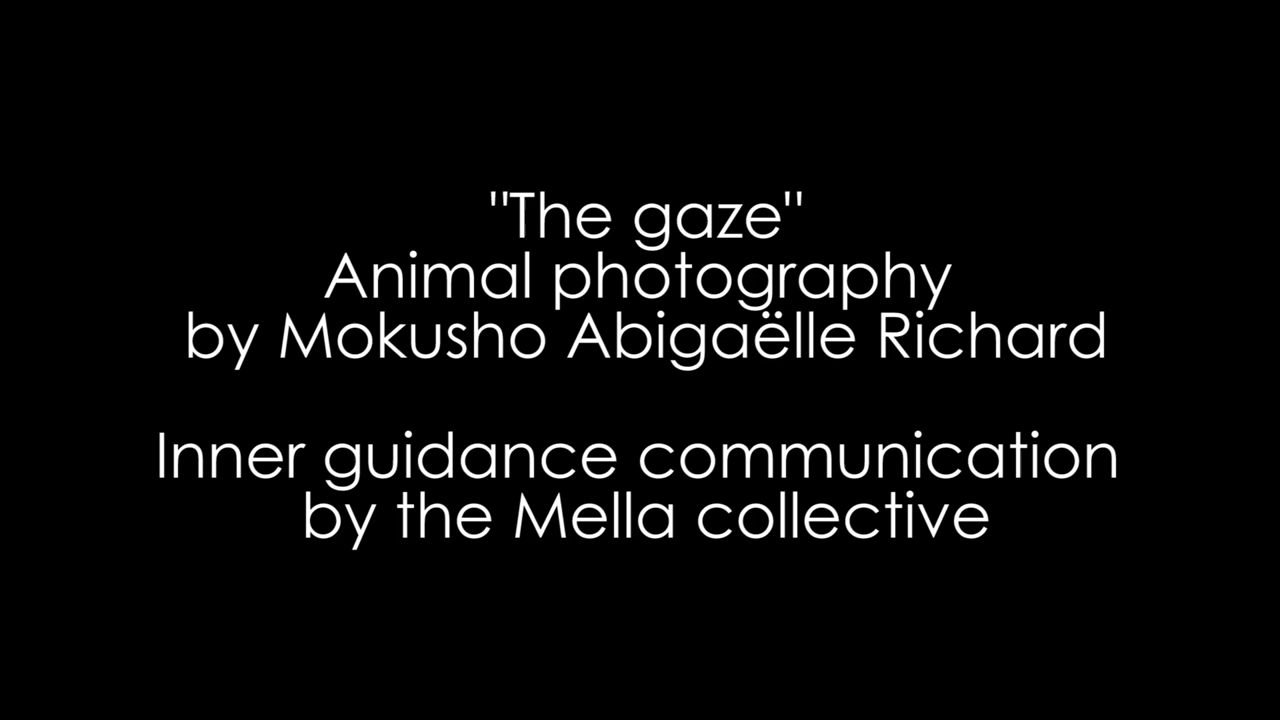 "The gaze"
Animal photography
by Mokusho Abigaëlle Richard
Inner guidance communication
by the Mella collective